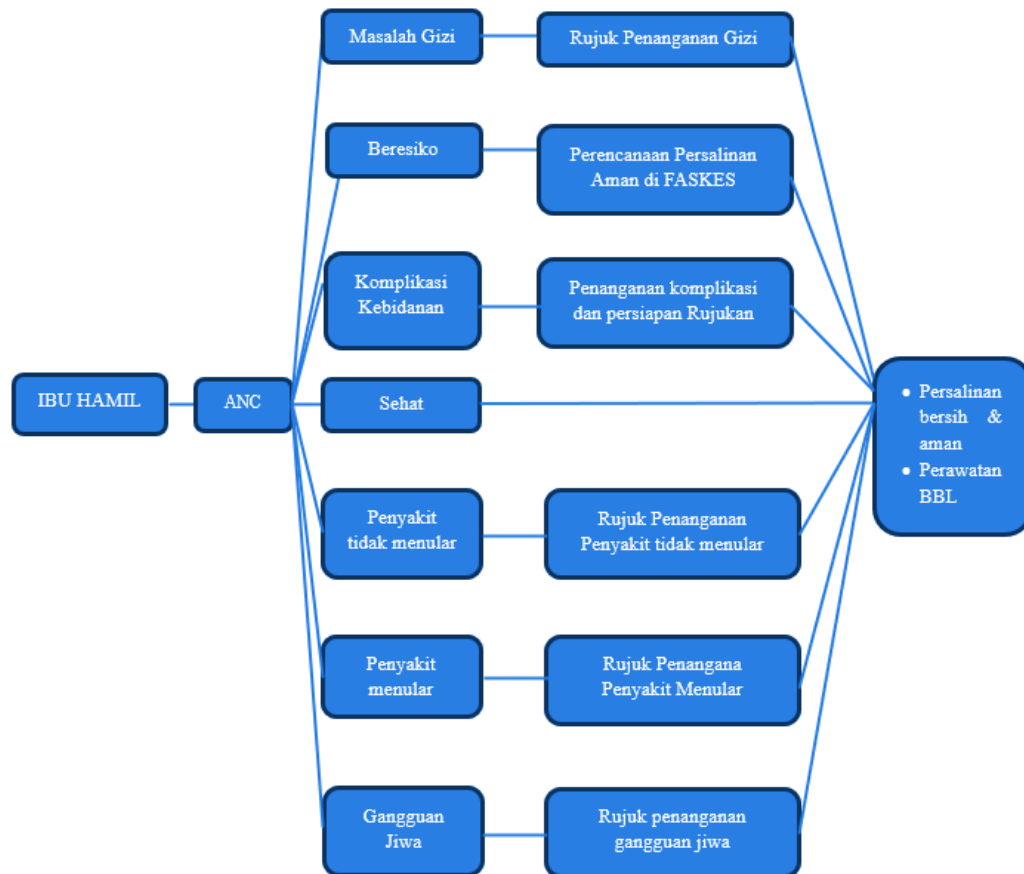 Masalah Gizi
Rujuk Penanganan Gizi
Beresiko
Perencanaan Persalinan
Aman di FASKES
Komplikasi
Kebidanan
Penanganan komplikasi
dan persiapan Rujukan
IBU HAMIL
ANC
Sehat
• Persalinan
bersih & 
aman
• Perawatan
BBL
Penyakit
tidak menular
Rujuk Penanganan
Penyakit tidak menular
Penyakit
menular
Rujuk Penangana
Penyakit Menular
Gangguan
Jiwa
Rujuk penanganan
gangguan jiwa